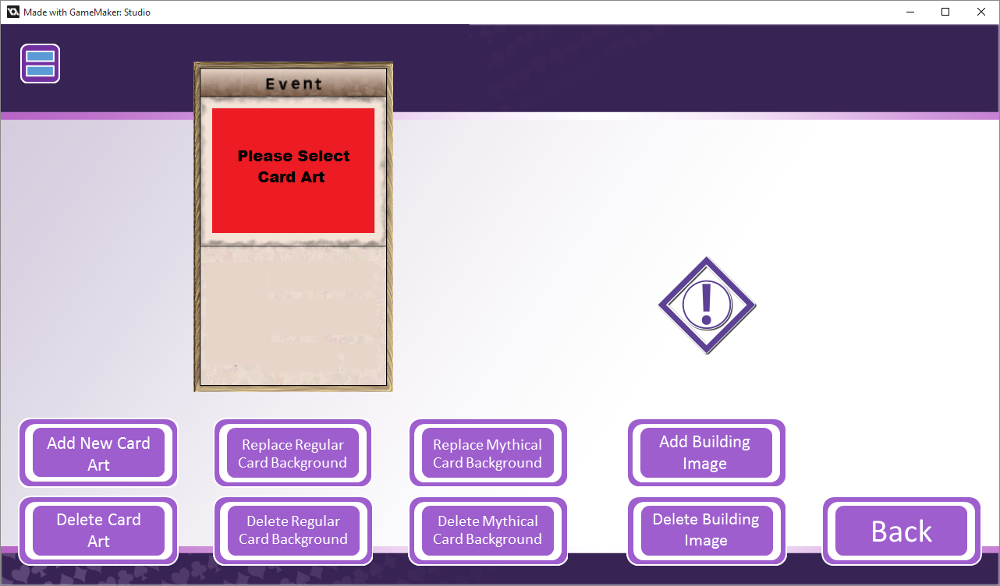 Made with GameMaker: Studio
Event
Please Select
Card Art
!
Add New Card
Art
Replace Regular
Card Background
Replace Mythical
Card Background
Add Building
Image
Delete Card
Art
Delete Regular
Card Background
Delete Mythical
Card Background
Delete Building
Image
Back